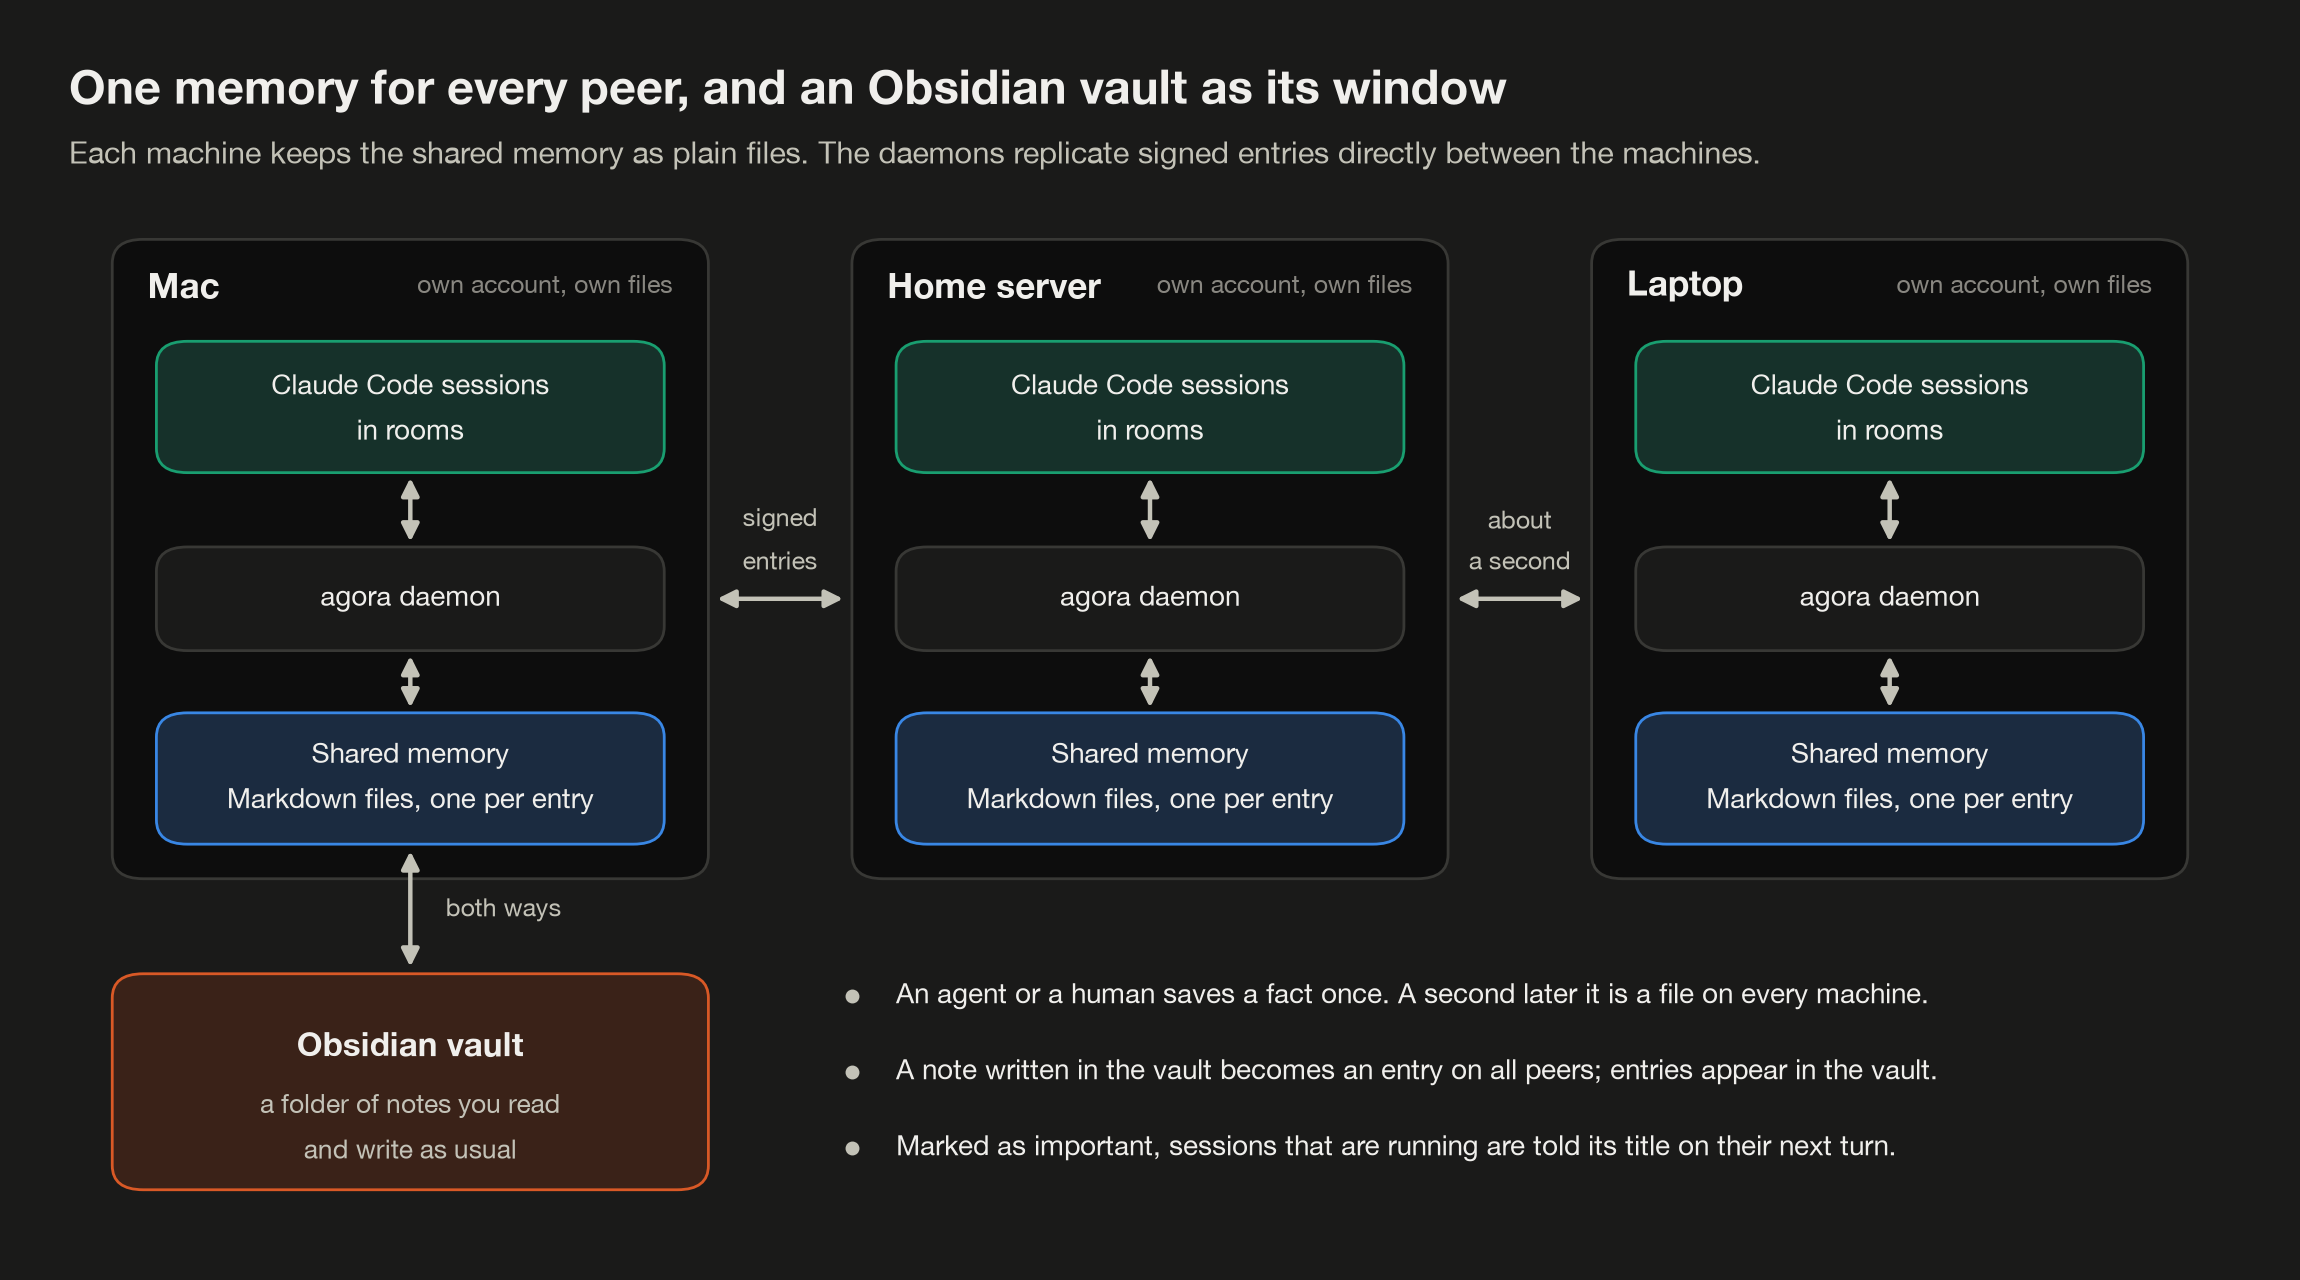 One memory for every peer, and an Obsidian vault as its window
Each machine keeps the shared memory as plain files. The daemons replicate signed entries directly between the machines.
Mac
own account, own files
Claude Code sessions
in rooms
agora daemon
Shared memory
Markdown files, one per entry
signed
entries
Home server
own account, own files
Claude Code sessions
in rooms
agora daemon
Shared memory
Markdown files, one per entry
about
a second
Laptop
own account, own files
Claude Code sessions
in rooms
agora daemon
Shared memory
Markdown files, one per entry
both ways
Obsidian vault
a folder of notes you read
and write as usual
● An agent or a human saves a fact once. A second later it is a file on every machine.
● A note written in the vault becomes an entry on all peers; entries appear in the vault.
● Marked as important, sessions that are running are told its title on their next turn.